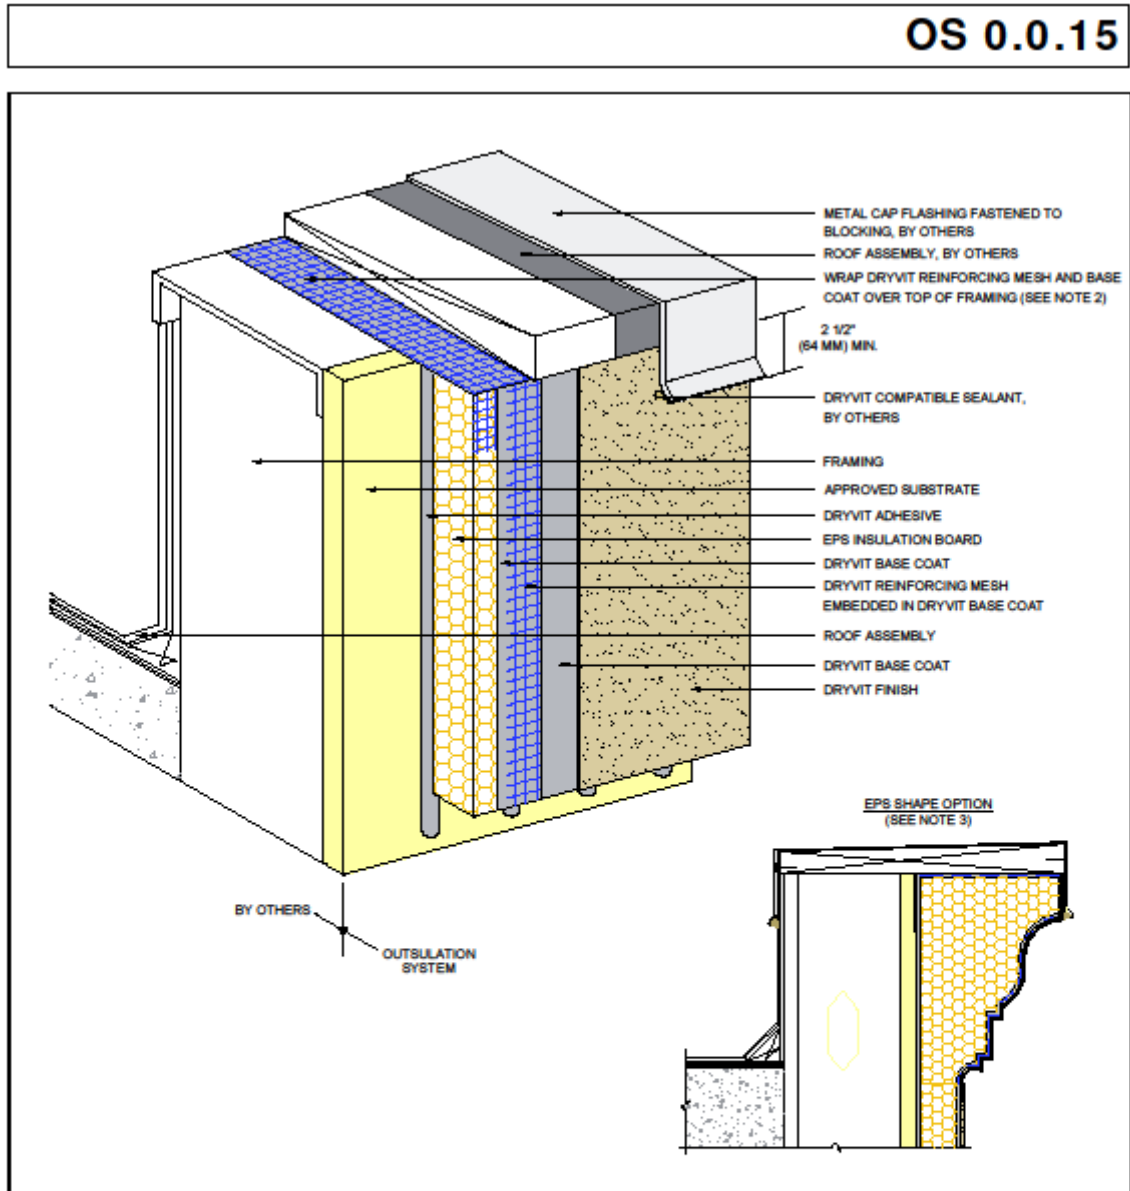 OS 0.0.15
METAL CAP FLASHING FASTENED TO
BLOCKING, BY OTHERS
ROOF ASSEMBLY, BY OTHERS
WRAP DRYVIT REINFORCING MESH AND BASE
COAT OVER TOP OF FRAMING (SEE NOTE 2)
2 1/2"
(64 MM) MIN.
DRYVIT COMPATIBLE SEALANT,
BY OTHERS
FRAMING
APPROVED SUBSTRATE
DRYVIT ADHESIVE
EPS INSULATION BOARD
DRYVIT BASE COAT
DRYVIT REINFORCING MESH
EMBEDDED IN DRYVIT BASE COAT
ROOF ASSEMBLY
DRYVIT BASE COAT
DRYVIT FINISH
EPS SHAPE OPTION
(SEE NOTE 3)
BY OTHERS
OUTSULATION
SYSTEM